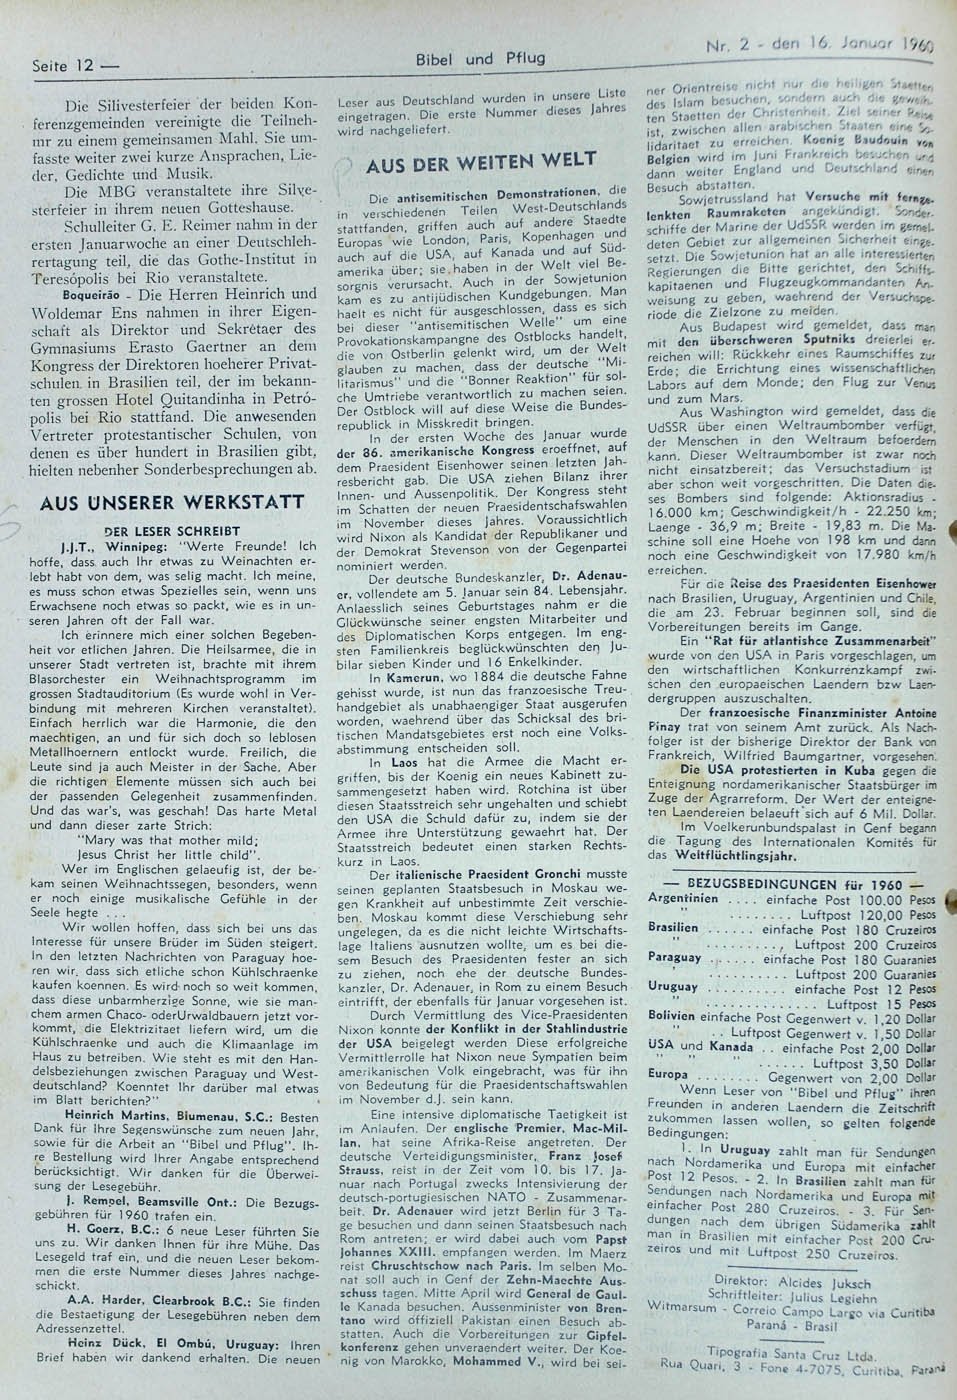 Seite 12 —
Bibel und Pflug
Nr. 2 - den 16. Januar 1960
Die Silivesterfeier der beiden Kon-
ferenzgemeinden vereinigte die Teilneh-
mr zu einem gemeinsamen Mahl. Sie um-
fasste weiter zwei kurze Ansprachen, Lie-
der, Gedichte und Musik.
Die MBG veranstaltete ihre Silve-
sterfeier in ihrem neuen Gotteshause.
Schulleiter G. E. Reimer nahm in der
ersten Januarwoche an einer Deutschleh-
rertagung teil, die das Gothe-Institut in
Teresópolis bei Rio veranstaltete.
Boqueirão - Die Herren Heinrich und
Woldemar Ens nahmen in ihrer Eigen-
schaft als Direktor und Sekrétaer des
Gymnasiums Erasto Gaertner an dem
Kongress der Direktoren hoeherer Privat-
schulen in Brasilien teil, der im bekann-
ten grossen Hotel Quitandinha in Petró-
polis bei Rio stattfand. Die anwesenden
Vertreter protestantischer Schulen, von
denen es über hundert in Brasilien gibt,
hielten nebenher Sonderbesprechungen ab.
AUS UNSERER WERKSTATT
DER LESER SCHREIBT
J.J.T., Winnipeg: "Werte Freunde! Ich
hoffe, dass auch Ihr etwas zu Weinachten er-
lebt habt von dem, was selig macht. Ich meine,
es muss schon etwas Spezielles sein, wenn uns
Erwachsene noch etwas so packt, wie es in un-
seren Jahren oft der Fall war.
Ich erinnere mich einer solchen Begeben-
heit vor etlichen Jahren. Die Heilsarmee, die in
unserer Stadt vertreten ist, brachte mit ihrem
Blasorchester ein Weihnachtsprogramm im
grossen Stadtauditorium (Es wurde wohl in Ver-
bindung mit mehreren Kirchen veranstaltet).
Einfach herrlich war die Harmonie, die den
maechtigen, an und für sich doch so leblosen
Metallhoernern entlockt wurde. Freilich, die
Leute sind ja auch Meister in der Sache. Aber
die richtigen Elemente müssen sich auch bei
der passenden Gelegenheit zusammenfinden.
Und das war's, was geschah! Das harte Metal
und dann dieser zarte Strich:
"Mary was that mother mild;
Jesus Christ her little child".
Wer im Englischen gelaeufig ist, der be-
kam seinen Weihnachtssegen, besonders, wenn
er noch einige musikalische Gefühle in der
Seele hegte . . .
Wir wollen hoffen, dass sich bei uns das
Interesse für unsere Brüder im Süden steigert.
In den letzten Nachrichten von Paraguay hoe-
ren wir, dass sich etliche schon Kühlschraenke
kaufen koennen. Es wird noch so weit kommen,
dass diese unbarmherzige Sonne, wie sie man-
chem armen Chaco- oderUrwaldbauern jetzt vor-
kommt, die Elektrizitaet liefern wird, um die
Kühlschraenke und auch die Klimaanlage im
Haus zu betreiben. Wie steht es mit den Han-
delsbeziehungen zwischen Paraguay und West-
deutschland? Koenntet Ihr darüber mal etwas
im Blatt berichten?"
Heinrich Martins, Blumenau, S.C.: Besten
Dank für Ihre Segenswünsche zum neuen Jahr,
sowie für die Arbeit an "Bibel und Pflug". Ih-
re Bestellung wird Ihrer Angabe entsprechend
berücksichtigt. Wir danken für die Überwei-
sung der Lesegebühr.
J. Rempel, Beamsville Ont.: Die Bezugs-
gebühren für 1960 trafen ein.
H. Goerz, B.C.: 6 neue Leser führten Sie
uns zu. Wir danken Ihnen für ihre Mühe. Das
Lesegeld traf ein, und die neuen Leser bekom-
men die erste Nummer dieses Jahres nachge-
schickt.
A.A. Harder, Clearbrook B.C.: Sie finden
die Bestaetigung der Lesegebühren neben dem
Adressenzettel.
Heinz Dück, El Ombú, Uruguay: Ihren
Brief haben wir dankend erhalten. Die neuen
Leser aus Deutschland wurden in unsere Liste
eingetragen. Die erste Nummer dieses Jahres
wird nachgeliefert.
AUS DER WEITEN WELT
Die antisemitischen Demonstrationen, die
in verschiedenen Teilen West-Deutschlands
stattfanden, griffen auch auf andere Staedte
Europas wie London, Paris, Kopenhagen und
auch auf die USA, auf Kanada und auf Süd-
amerika über; sie haben in der Welt viel Be-
sorgnis verursacht. Auch in der Sowjetunion
kam es zu antijüdischen Kundgebungen. Man
haelt es nicht für ausgeschlossen, dass es sich
bei dieser "antisemitischen Welle" um eine
Provokationskampangne des Ostblocks handelt,
die von Ostberlin gelenkt wird, um der Welt
glauben zu machen, dass der deutsche "Mi-
litarismus" und die "Bonner Reaktion" für sol-
che Umtriebe verantwortlich zu machen seien.
Der Ostblock will auf diese Weise die Bundes-
republick in Misskredit bringen.
In der ersten Woche des Januar wurde
der 86. amerikanische Kongress eroeffnet, auf
dem Praesident Eisenhower seinen letzten Jah-
resbericht gab. Die USA ziehen Bilanz ihrer
Innen- und Aussenpolitik. Der Kongress steht
im Schatten der neuen Praesidentschafswahlen
im November dieses Jahres. Voraussichtlich
wird Nixon als Kandidat der Republikaner und
der Demokrat Stevenson von der Gegenpartei
nominiert werden.
Der deutsche Bundeskanzler, Dr. Adenau-
er, vollendete am 5. Januar sein 84. Lebensjahr.
Anlaesslich seines Geburtstages nahm er die
Glückwünsche seiner engsten Mitarbeiter und
des Diplomatischen Korps entgegen. Im eng-
sten Familienkreis beglückwünschten den Ju-
bilar sieben Kinder und 16 Enkelkinder.
In Kamerun, wo 1884 die deutsche Fahne
gehisst wurde, ist nun das franzoesische Treu-
handgebiet als unabhaengiger Staat ausgerufen
worden, waehrend über das Schicksal des bri-
tischen Mandatsgebietes erst noch eine Volks-
abstimmung entscheiden soll.
In Laos hat die Armee die Macht er-
griffen, bis der Koenig ein neues Kabinett zu-
sammengesetzt haben wird. Rotchina ist über
diesen Staatsstreich sehr ungehalten und schiebt
den USA die Schuld dafür zu, indem sie der
Armee ihre Unterstützung gewaehrt hat. Der
Staatsstreich bedeutet einen starken Rechts-
kurz in Laos.
Der italienische Praesident Gronchi musste
seinen geplanten Staatsbesuch in Moskau we-
gen Krankheit auf unbestimmte Zeit verschie-
ben. Moskau kommt diese Verschiebung sehr
ungelegen, da es die nicht leichte Wirtschafts-
lage Italiens ausnutzen wollte, um es bei die-
sem Besuch des Praesidenten fester an sich
zu ziehen, noch ehe der deutsche Bundes-
kanzler, Dr. Adenauer, in Rom zu einem Besuch
eintrifft, der ebenfalls für Januar vorgesehen ist.
Durch Vermittlung des Vice-Praesidenten
Nixon konnte der Konflikt in der Stahlindustrie
der USA beigelegt werden Diese erfolgreiche
Vermittlerrolle hat Nixon neue Sympatien beim
amerikanischen Volk eingebracht, was für ihn
von Bedeutung für die Praesidentschaftswahlen
im November d.J. sein kann.
Eine intensive diplomatische Taetigkeit ist
im Anlaufen. Der englische Premier, Mac-Mil-
lan, hat seine Afrika-Reise angetreten. Der
deutsche Verteidigungsminister, Franz Josef
Strauss, reist in der Zeit vom 10. bis 17. Ja-
nuar nach Portugal zwecks Intensivierung der
deutsch-portugiesischen NATO - Zusammenar-
beit. Dr. Adenauer wird jetzt Berlin für 3 Ta-
ge besuchen und dann seinen Staatsbesuch nach
Rom antreten; er wird dabei auch vom Papst
Johannes XXIII. empfangen werden. Im Maerz
reist Chruschtschow nach Paris. Im selben Mo-
nat soll auch in Genf der Zehn-Maechte Aus-
schuss tagen. Mitte April wird General de Gaul-
le Kanada besuchen. Aussenminister von Bren-
tano wird offiziell Pakistan einen Besuch ab-
statten. Auch die Vorbereitungen zur Gipfel-
konferenz gehen unveraendert weiter. Der Koe-
nig von Marokko, Mohammed V., wird bei sei-
ner Orientreise nicht nur die heiligen Staetten
des Islam besuchen, sondern auch die geweih-
ten Staetten der Christenheit. Ziel seiner Reise
ist, zwischen allen arabischen Staaten eine So-
lidaritaet zu erreichen. Koenig Baudouin von
Belgien wird im Juni Frankreich besuchen und
dann weiter England und Deutschland einen
Besuch abstatten.
Sowjetrussland hat Versuche mit fernge-
lenkten Raumraketen angekündigt. Sonder-
schiffe der Marine der UdSSR werden im gemel-
deten Gebiet zur allgemeinen Sicherheit einge-
setzt. Die Sowjetunion hat an alle interessierten
Regierungen die Bitte gerichtet, den Schiffs-
kapitaenen und Flugzeugkommandanten An-
weisung zu geben, waehrend der Versuchspe-
riode die Zielzone zu meiden.
Aus Budapest wird gemeldet, dass man
mit den überschweren Sputniks dreierlei er-
reichen will: Rückkehr eines Raumschiffes zur
Erde; die Errichtung eines wissenschaftlichen
Labors auf dem Monde; den Flug zur Venus
und zum Mars.
Aus Washington wird gemeldet, dass die
UdSSR über einen Weltraumbomber verfügt,
der Menschen in den Weltraum befoerdern
kann. Dieser Weltraumbomber ist zwar noch
nicht einsatzbereit; das Versuchstadium ist
aber schon weit vorgeschritten. Die Daten die-
ses Bombers sind folgende: Aktionsradius -
16.000 km; Geschwindigkeit/h - 22.250 km;
Laenge - 36,9 m; Breite - 19,83 m. Die Ma-
schine soll eine Hoehe von 198 km und dann
noch eine Geschwindigkeit von 17.980 km/h
erreichen.
Für die Reise des Praesidenten Eisenhower
nach Brasilien, Uruguay, Argentinien und Chile,
die am 23. Februar beginnen soll, sind die
Vorbereitungen bereits im Gange.
Ein "Rat für atlantishce Zusammenarbeit"
wurde von den USA in Paris vorgeschlagen, um
den wirtschaftlichen Konkurrenzkampf zwi-
schen den europaeischen Laendern bzw Laen-
dergruppen auszuschalten.
Der franzoesische Finanzminister Antoine
Pinay trat von seinem Amt zurück. Als Nach-
folger ist der bisherige Direktor der Bank von
Frankreich, Wilfried Baumgartner, vorgesehen.
Die USA protestierten in Kuba gegen die
Enteignung nordamerikanischer Staatsbürger im
Zuge der Agrarreform. Der Wert der enteigne-
ten Laendereien belaeuft sich auf 6 Mil. Dollar.
Im Voelkerunbundspalast in Genf begann
die Tagung des Internationalen Komités für
das Weltflüchtlingsjahr.
— BEZUGSBEDINGUNGEN für 1960 —
Argentinien . . . . einfache Post 100.00 Pesos
" . . . . . . . . Luftpost 120,00 Pesos
Brasilien . . . . . . einfache Post 180 Cruzeiros
" . . . . . . . . . Luftpost 200 Cruzeiros
Paraguay . . . . . . einfache Post 180 Guaranies
" . . . . . . . . . . Luftpost 200 Guaranies
Uruguay . . . . . . . . . einfache Post 12 Pesos
" . . . . . . . . . . . . . Luftpost 15 Pesos
Bolivien einfache Post Gegenwert v. 1,20 Dollar
" . . Luftpost Gegenwert v. 1,50 Dollar
USA und Kanada . . einfache Post 2,00 Dollar
" " " . . . . . . Luftpost 3,50 Dollar
Europa . . . . . . . . Gegenwert von 2,00 Dollar
Wenn Leser von "Bibel und Pflug" ihren
Freunden in anderen Laendern die Zeitschrift
zukommen lassen wollen, so gelten folgende
Bedingungen:
1. In Uruguay zahlt man für Sendungen
nach Nordamerika und Europa mit einfacher
Post 12 Pesos. - 2. In Brasilien zahlt man für
Sendungen nach Nordamerika und Europa mit
einfacher Post 280 Cruzeiros. - 3. Für Sen-
dungen nach dem übrigen Südamerika zahlt
man in Brasilien mit einfacher Post 200 Cru-
zeiros und mit Luftpost 250 Cruzeiros.
Direktor: Alcides Juksch
Schriftleiter: Julius Legiehn
Witmarsum - Correio Campo Largo via Curitiba
Paraná - Brasil
Tipografia Santa Cruz Ltda.
Rua Quari, 3 - Fone 4-7075, Curitiba, Paraná